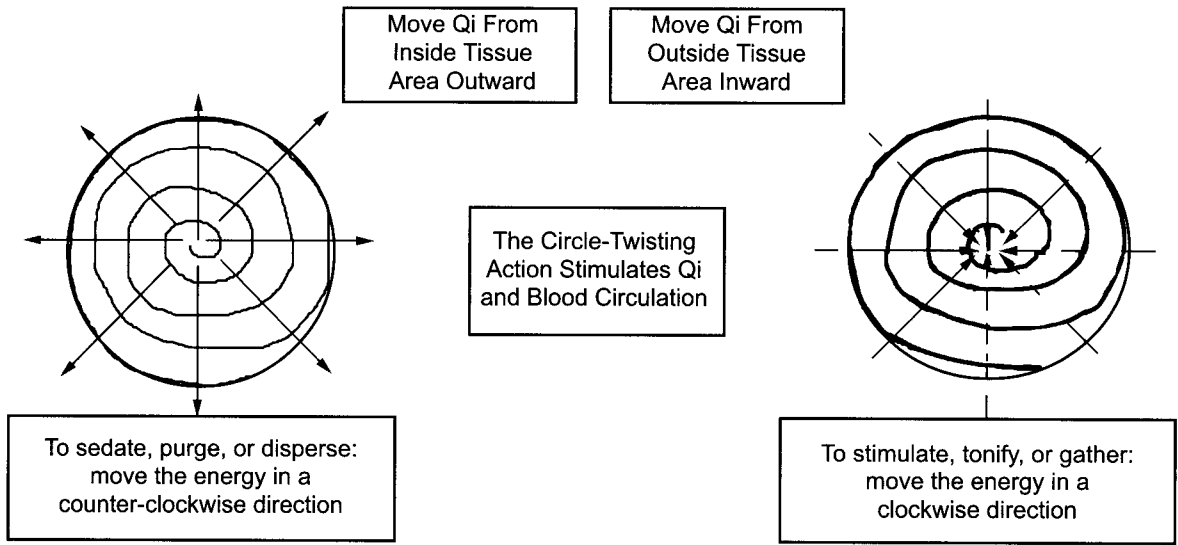 Move Qi From
Inside Tissue
Area Outward
Move Qi From
Outside Tissue
Area Inward
The Circle-Twisting
Action Stimulates Qi
and Blood Circulation
To sedate, purge, or disperse:
move the energy in a
counter-clockwise direction
To stimulate, tonify, or gather:
move the energy in a
clockwise direction